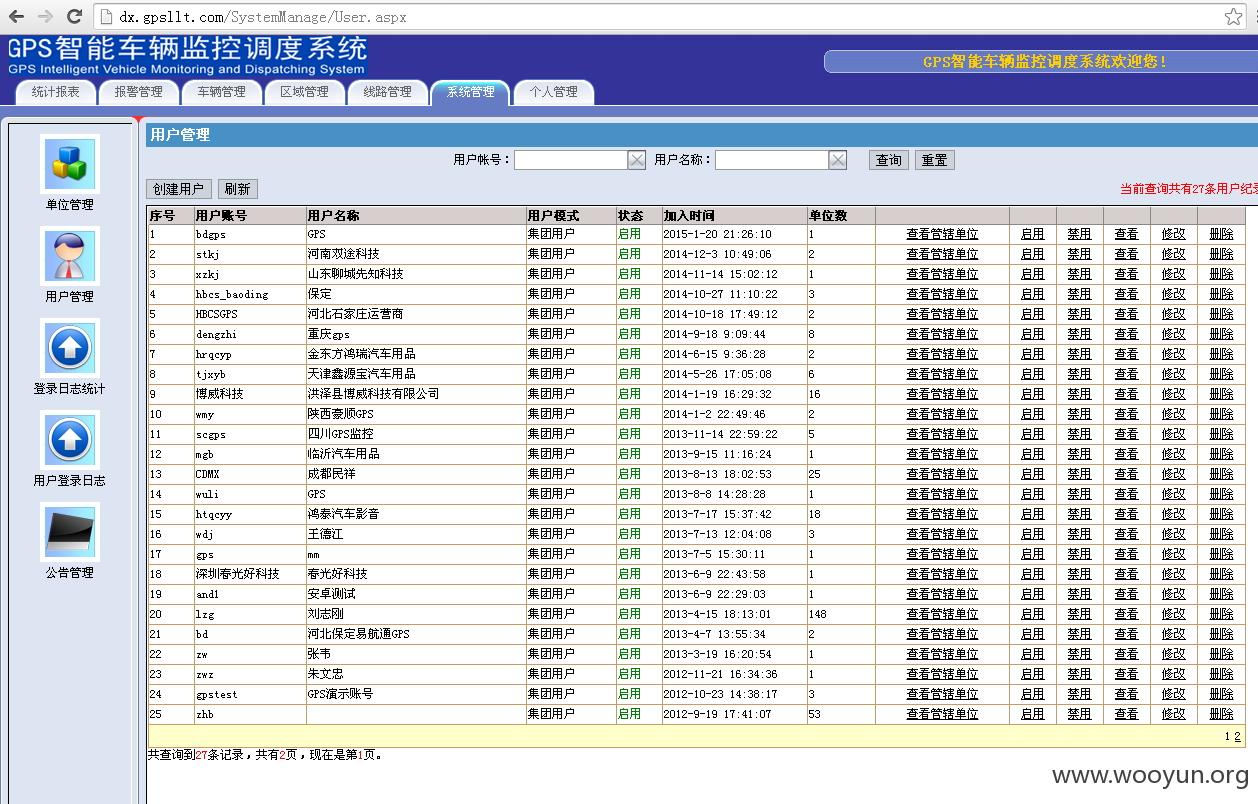 dx.gpsllt.com/SystemManage/User.aspx
GPS智能车辆监控调度系统
GPS Intelligent Vehicle Monitoring and Dispatching System
GPS智能车辆监控调度系统欢迎您!
统计报表 报警管理 车辆管理 区域管理 线路管理 系统管理 个人管理
单位管理
用户管理
登录日志统计
用户登录日志
公告管理
用户管理
用户帐号： 用户名称： 查询 重置
创建用户 刷新
当前查询共有27条用户纪录
序号 用户账号 用户名称 用户模式 状态 加入时间 单位数
1 bdgps GPS 集团用户 启用 2015-1-20 21:26:10 1 查看管辖单位 启用 禁用 查看 修改 删除
2 stkj 河南双途科技 集团用户 启用 2014-12-3 10:49:06 2 查看管辖单位 启用 禁用 查看 修改 删除
3 xzkj 山东聊城先知科技 集团用户 启用 2014-11-14 15:02:12 1 查看管辖单位 启用 禁用 查看 修改 删除
4 hbcs_baoding 保定 集团用户 启用 2014-10-27 11:10:22 3 查看管辖单位 启用 禁用 查看 修改 删除
5 HBCSGPS 河北石家庄运营商 集团用户 启用 2014-10-18 17:49:12 2 查看管辖单位 启用 禁用 查看 修改 删除
6 dengzhi 重庆gps 集团用户 启用 2014-9-18 9:09:44 8 查看管辖单位 启用 禁用 查看 修改 删除
7 hrqcyp 金东方鸿瑞汽车用品 集团用户 启用 2014-6-15 9:36:28 2 查看管辖单位 启用 禁用 查看 修改 删除
8 tjxyb 天津鑫源宝汽车用品 集团用户 启用 2014-5-26 17:05:08 6 查看管辖单位 启用 禁用 查看 修改 删除
9 博威科技 洪泽县博威科技有限公司 集团用户 启用 2014-1-19 16:29:32 16 查看管辖单位 启用 禁用 查看 修改 删除
10 wmy 陕西豪顺GPS 集团用户 启用 2014-1-2 22:49:46 2 查看管辖单位 启用 禁用 查看 修改 删除
11 scgps 四川GPS监控 集团用户 启用 2013-11-14 22:59:22 5 查看管辖单位 启用 禁用 查看 修改 删除
12 mgb 临沂汽车用品 集团用户 启用 2013-9-15 11:16:24 1 查看管辖单位 启用 禁用 查看 修改 删除
13 CDMX 成都民祥 集团用户 启用 2013-8-13 18:02:53 25 查看管辖单位 启用 禁用 查看 修改 删除
14 wuli GPS 集团用户 启用 2013-8-8 14:28:28 1 查看管辖单位 启用 禁用 查看 修改 删除
15 htqcyy 鸿泰汽车影音 集团用户 启用 2013-7-17 15:37:42 18 查看管辖单位 启用 禁用 查看 修改 删除
16 wdj 王德江 集团用户 启用 2013-7-13 12:04:08 3 查看管辖单位 启用 禁用 查看 修改 删除
17 gps mm 集团用户 启用 2013-7-5 15:30:11 1 查看管辖单位 启用 禁用 查看 修改 删除
18 深圳春光好科技 春光好科技 集团用户 启用 2013-6-9 22:43:58 1 查看管辖单位 启用 禁用 查看 修改 删除
19 and1 安卓测试 集团用户 启用 2013-6-9 22:29:03 1 查看管辖单位 启用 禁用 查看 修改 删除
20 lzg 刘志刚 集团用户 启用 2013-4-15 18:13:01 148 查看管辖单位 启用 禁用 查看 修改 删除
21 bd 河北保定易航通GPS 集团用户 启用 2013-4-7 13:55:34 2 查看管辖单位 启用 禁用 查看 修改 删除
22 zw 张韦 集团用户 启用 2013-3-19 16:20:54 1 查看管辖单位 启用 禁用 查看 修改 删除
23 zwz 朱文忠 集团用户 启用 2012-11-21 16:34:36 1 查看管辖单位 启用 禁用 查看 修改 删除
24 gpstest GPS演示账号 集团用户 启用 2012-10-23 14:38:17 3 查看管辖单位 启用 禁用 查看 修改 删除
25 zhb 集团用户 启用 2012-9-19 17:41:07 53 查看管辖单位 启用 禁用 查看 修改 删除
1 2
共查询到27条记录，共有2页，现在是第1页。
www.wooyun.org